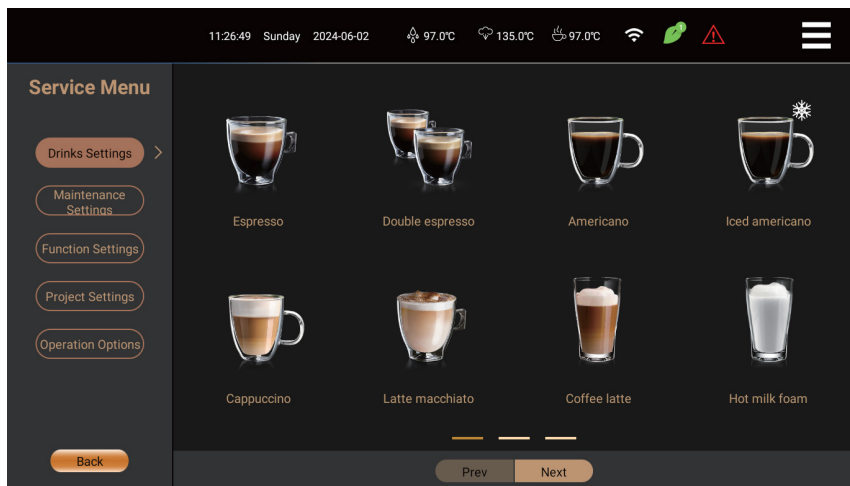 11:26:49 Sunday 2024-06-02 97.0℃ 135.0℃ 97.0℃ 1
Service Menu
Drinks Settings >
Maintenance
Settings
Function Settings
Project Settings
Operation Options
Back
Espresso Double espresso Americano Iced americano
Cappuccino Latte macchiato Coffee latte Hot milk foam
Prev Next